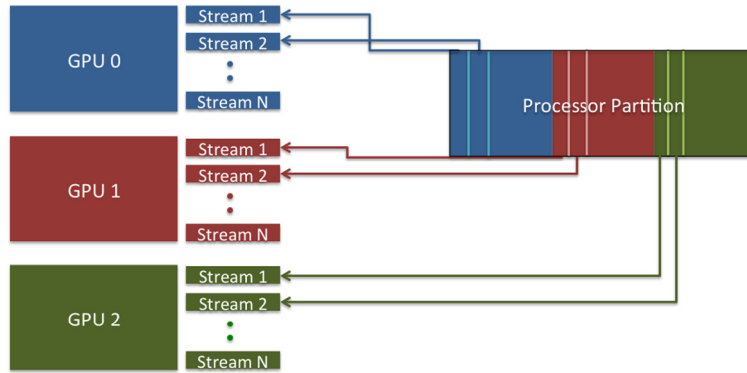 GPU 0
Stream 1
Stream 2
Stream N
Processor Partition
GPU 1
Stream 1
Stream 2
Stream N
GPU 2
Stream 1
Stream 2
Stream N